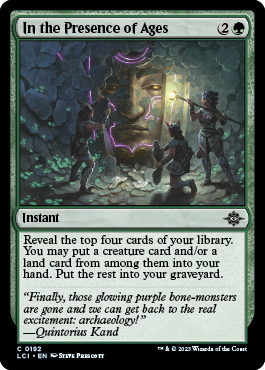 In the Presence of Ages 2
Instant
Reveal the top four cards of your library.
You may put a creature card and/or a
land card from among them into your
hand. Put the rest into your graveyard.
“Finally, those glowing purple bone-monsters
are gone and we can get back to the real
excitement: archaeology!”
—Quintorius Kand
C 0192
LCI • EN Steve Prescott
™ & © 2023 Wizards of the Coast